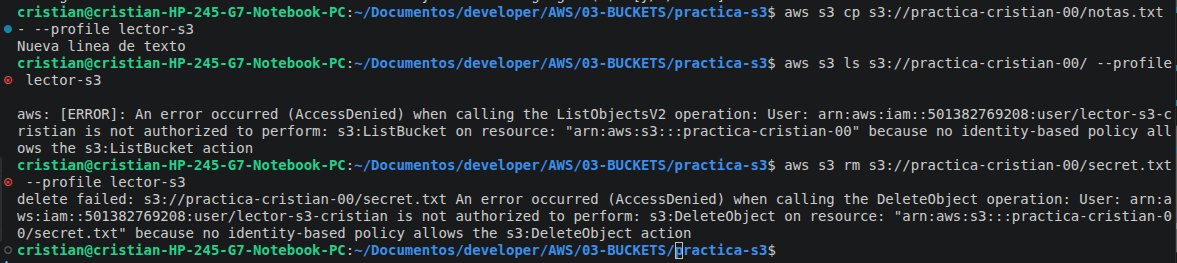 cristian@cristian-HP-245-G7-Notebook-PC:~/Documentos/developer/AWS/03-BUCKETS/practica-s3$ aws s3 cp s3://practica-cristian-00/notas.txt
- --profile lector-s3
Nueva linea de texto
cristian@cristian-HP-245-G7-Notebook-PC:~/Documentos/developer/AWS/03-BUCKETS/practica-s3$ aws s3 ls s3://practica-cristian-00/ --profile
lector-s3
aws: [ERROR]: An error occurred (AccessDenied) when calling the ListObjectsV2 operation: User: arn:aws:iam::501382769208:user/lector-s3-c
ristian is not authorized to perform: s3:ListBucket on resource: "arn:aws:s3:::practica-cristian-00" because no identity-based policy all
ows the s3:ListBucket action
cristian@cristian-HP-245-G7-Notebook-PC:~/Documentos/developer/AWS/03-BUCKETS/practica-s3$ aws s3 rm s3://practica-cristian-00/secret.txt
--profile lector-s3
delete failed: s3://practica-cristian-00/secret.txt An error occurred (AccessDenied) when calling the DeleteObject operation: User: arn:a
ws:iam::501382769208:user/lector-s3-cristian is not authorized to perform: s3:DeleteObject on resource: "arn:aws:s3:::practica-cristian-0
0/secret.txt" because no identity-based policy allows the s3:DeleteObject action
cristian@cristian-HP-245-G7-Notebook-PC:~/Documentos/developer/AWS/03-BUCKETS/practica-s3$